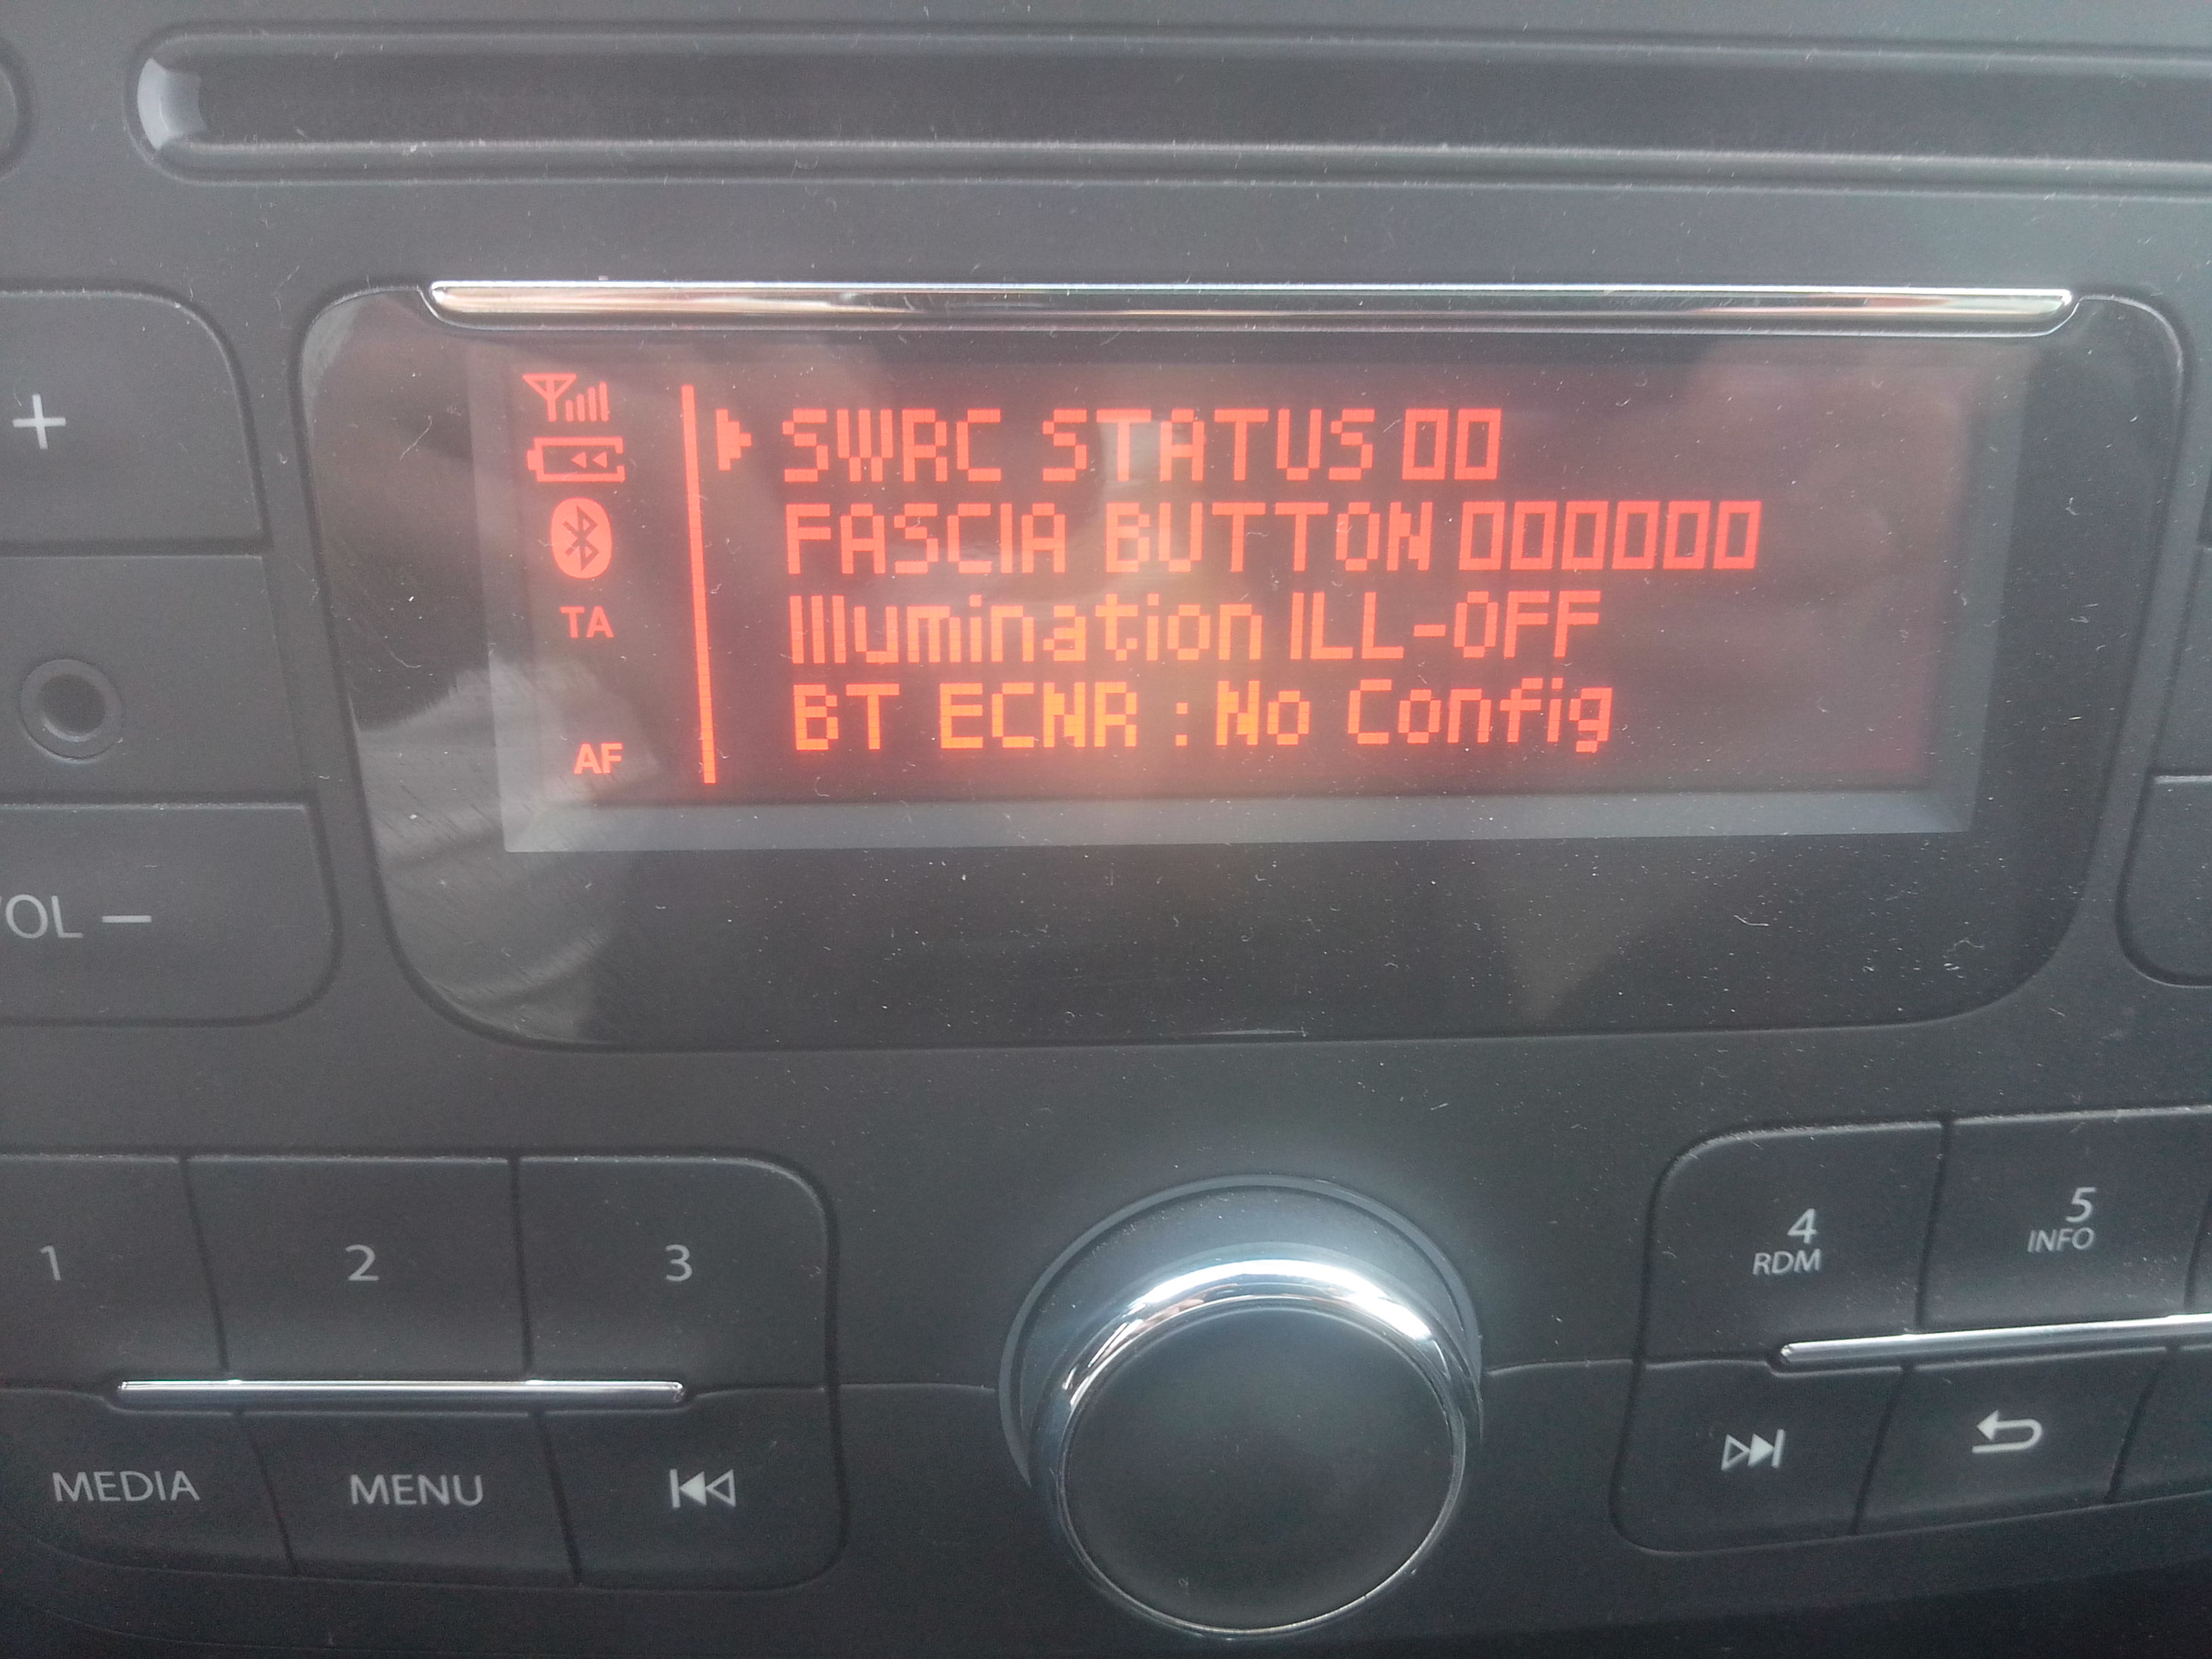 TA
AF
SWRC STATUS 00
FASCIA BUTTON 000000
Illumination ILL-OFF
BT ECNR : No Config
+
VOL −
1
2
3
4
RDM
5
INFO
MEDIA
MENU